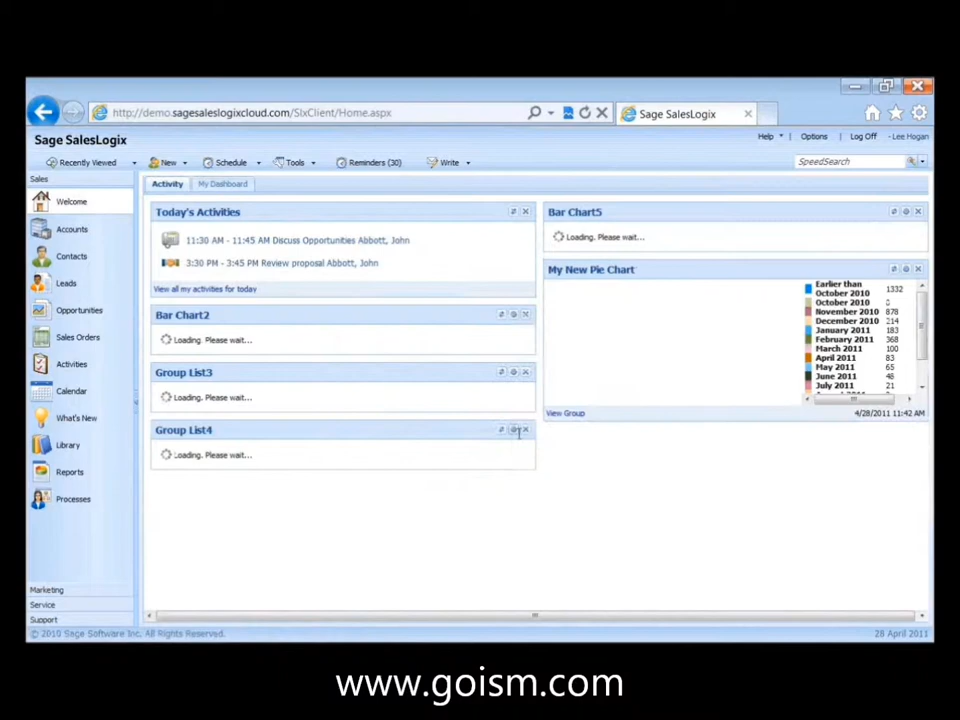 http://demo.sagesaleslogixcloud.com/SlxClient/Home.aspx
Sage SalesLogix
Sage SalesLogix
Help
Options
Log Off
- Lee Hogan
Recently Viewed
New
Schedule
Tools
Reminders (30)
Write
SpeedSearch
Sales
Welcome
Accounts
Contacts
Leads
Opportunities
Sales Orders
Activities
Calendar
What's New
Library
Reports
Processes
Marketing
Service
Support
Activity
My Dashboard
Today's Activities
11:30 AM - 11:45 AM Discuss Opportunities Abbott, John
3:30 PM - 3:45 PM Review proposal Abbott, John
View all my activities for today
Bar Chart2
Loading. Please wait...
Group List3
Loading. Please wait...
Group List4
Loading. Please wait...
Bar Chart5
Loading. Please wait...
My New Pie Chart
Earlier than
October 2010 1332
October 2010
November 2010 878
December 2010 214
January 2011 183
February 2011 368
March 2011 100
April 2011 83
May 2011 65
June 2011 48
July 2011 21
View Group
4/28/2011 11:42 AM
© 2010 Sage Software Inc. All Rights Reserved.
28 April 2011
www.goism.com